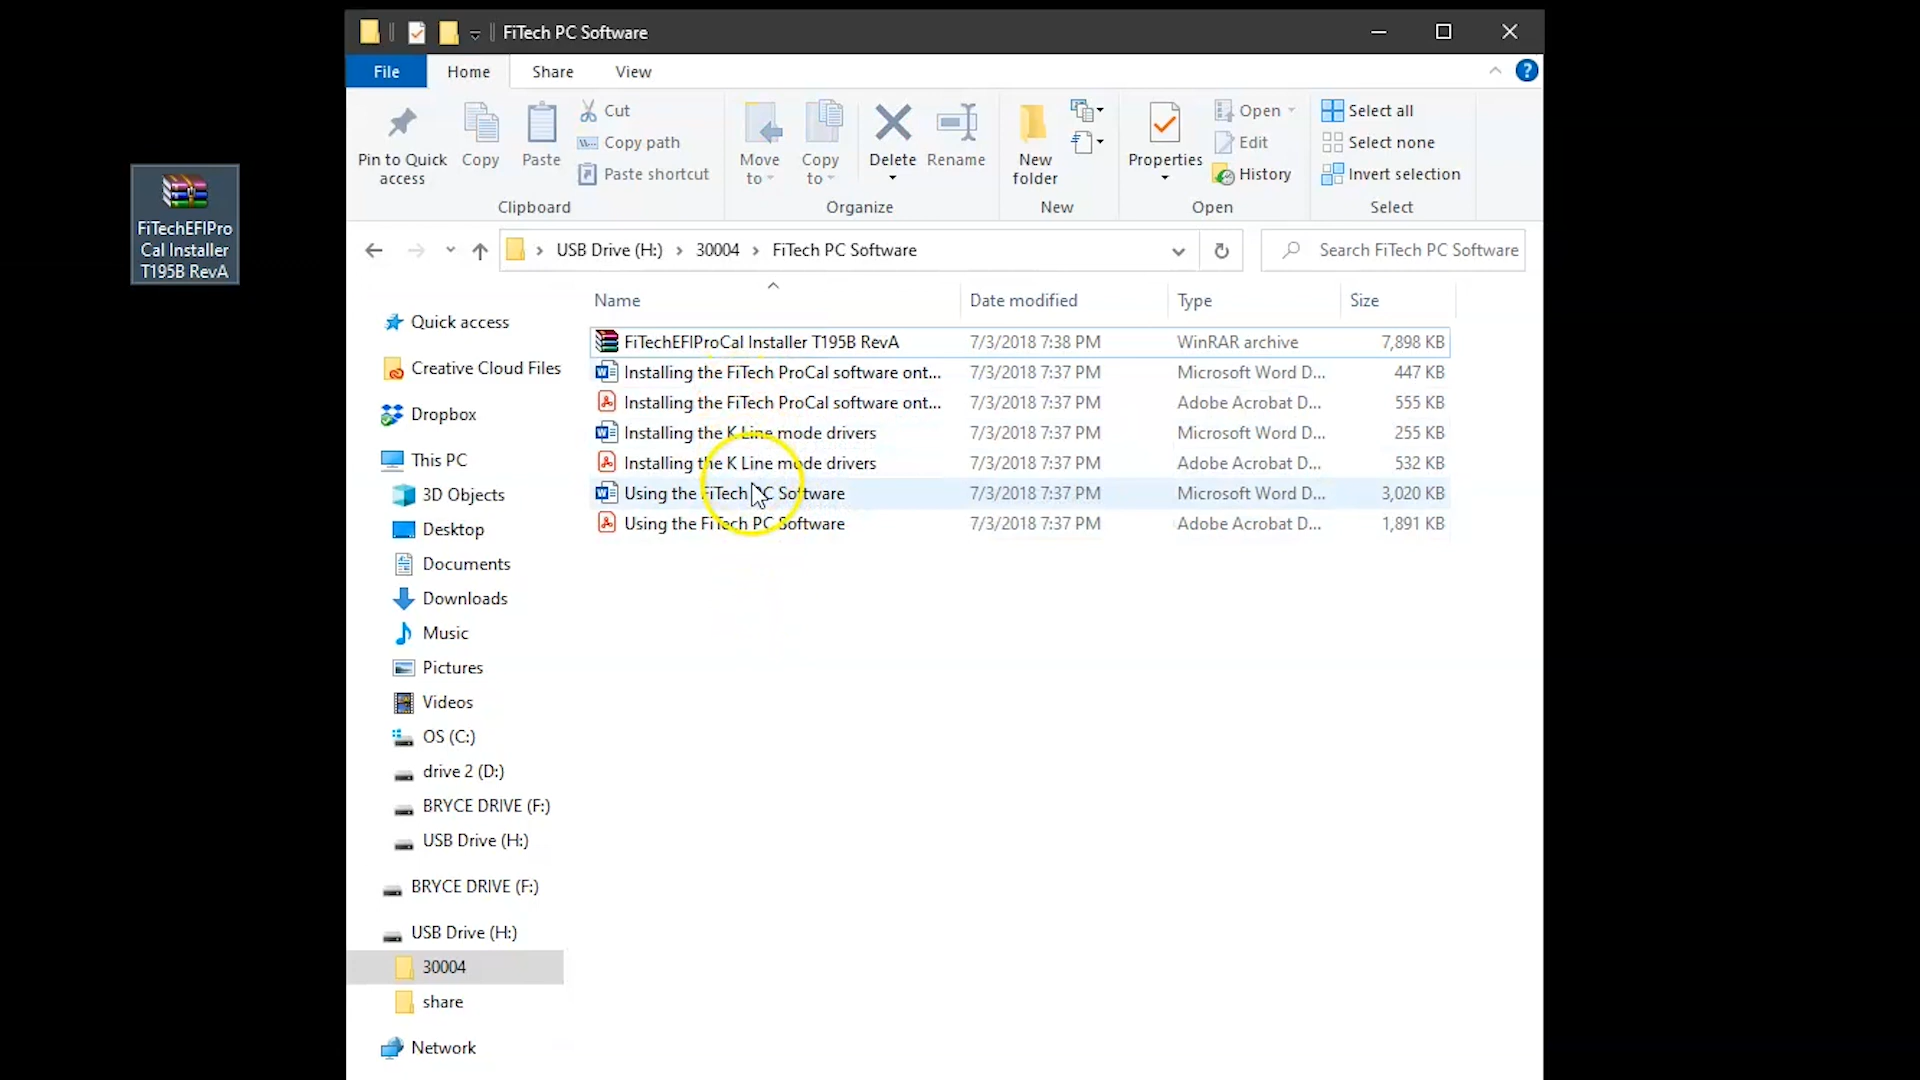 FiTechEFIPro
Cal Installer
T195B RevA
FiTech PC Software
File Home Share View
Pin to Quick
access
Copy
Paste
Cut
Copy path
Paste shortcut
Clipboard
Move
to
Copy
to
Delete
Rename
Organize
New
folder
New
Properties
Open
Edit
History
Open
Select all
Select none
Invert selection
Select
USB Drive (H:) 30004 FiTech PC Software
Search FiTech PC Software
Quick access
Creative Cloud Files
Dropbox
This PC
3D Objects
Desktop
Documents
Downloads
Music
Pictures
Videos
OS (C:)
drive 2 (D:)
BRYCE DRIVE (F:)
USB Drive (H:)
BRYCE DRIVE (F:)
USB Drive (H:)
30004
share
Network
Name Date modified Type Size
FiTechEFIProCal Installer T195B RevA 7/3/2018 7:38 PM WinRAR archive 7,898 KB
Installing the FiTech ProCal software ont... 7/3/2018 7:37 PM Microsoft Word D... 447 KB
Installing the FiTech ProCal software ont... 7/3/2018 7:37 PM Adobe Acrobat D... 555 KB
Installing the K Line mode drivers 7/3/2018 7:37 PM Microsoft Word D... 255 KB
Installing the K Line mode drivers 7/3/2018 7:37 PM Adobe Acrobat D... 532 KB
Using the FiTech PC Software 7/3/2018 7:37 PM Microsoft Word D... 3,020 KB
Using the FiTech PC Software 7/3/2018 7:37 PM Adobe Acrobat D... 1,891 KB